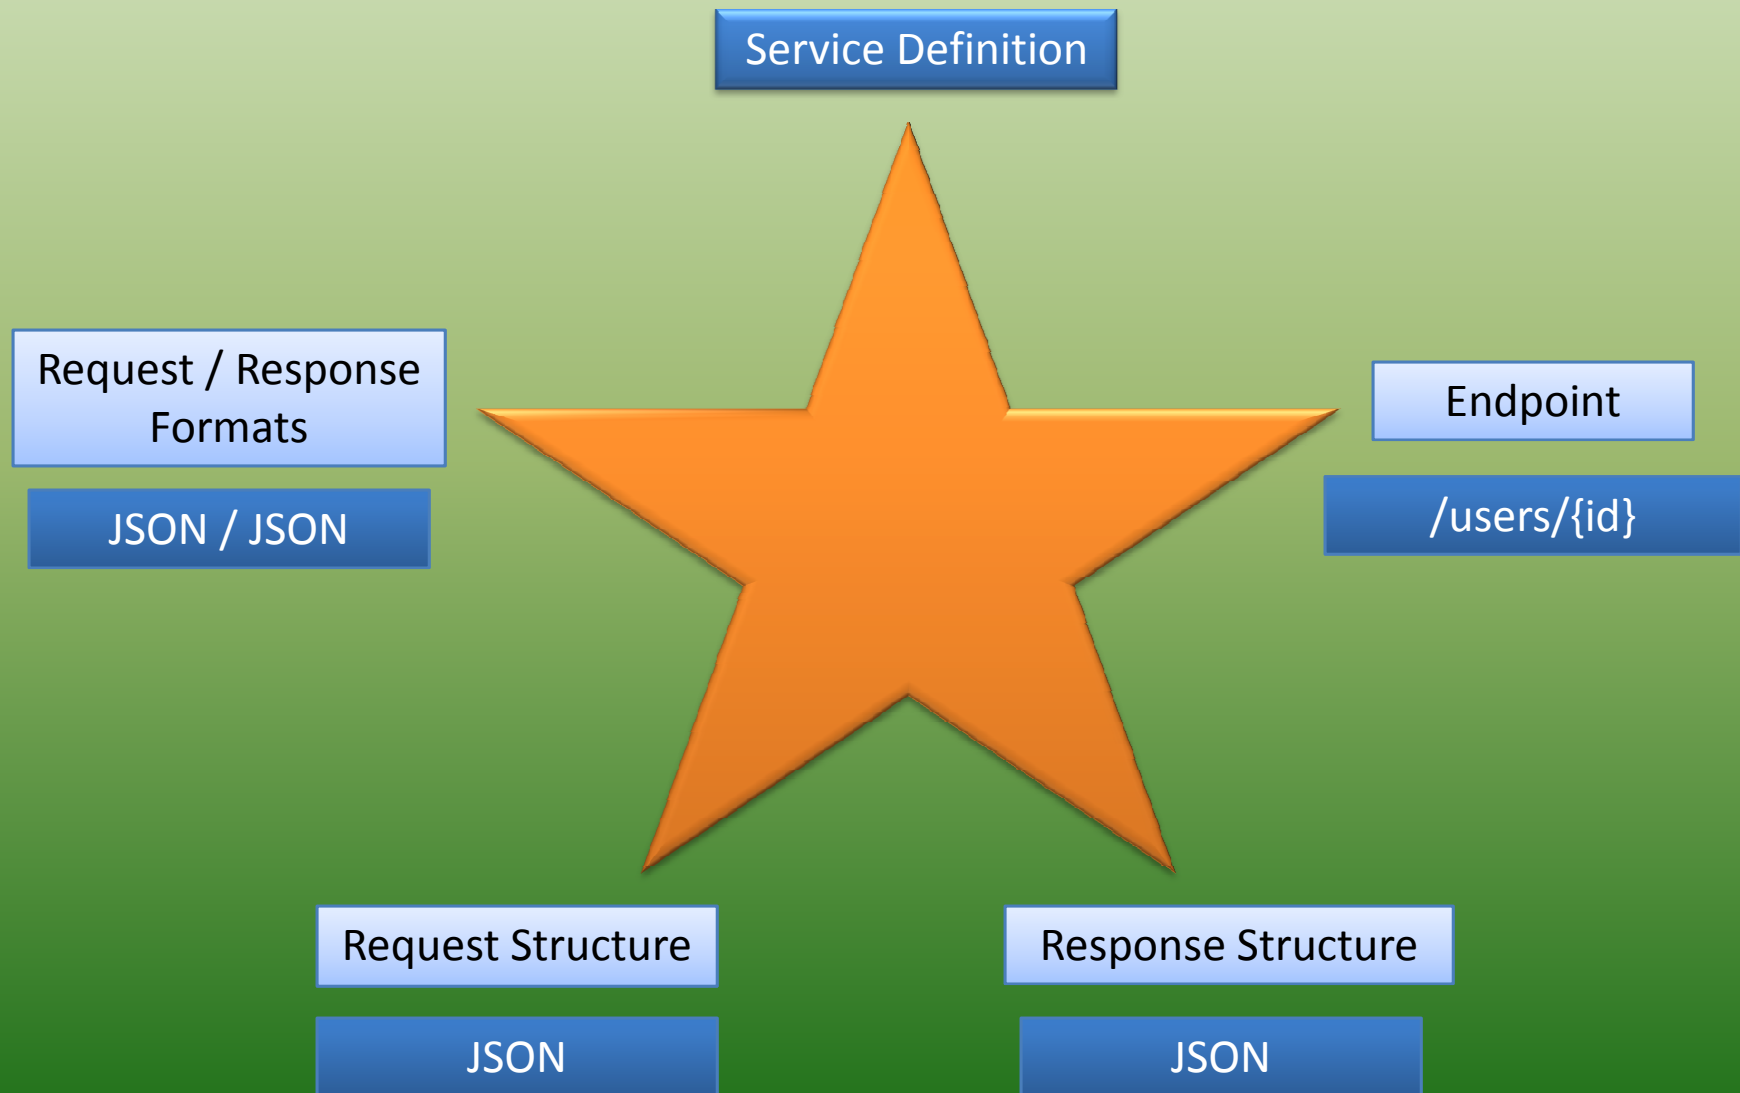 Service Definition
Request / Response
Formats
JSON / JSON
Endpoint
/users/{id}
Request Structure
JSON
Response Structure
JSON